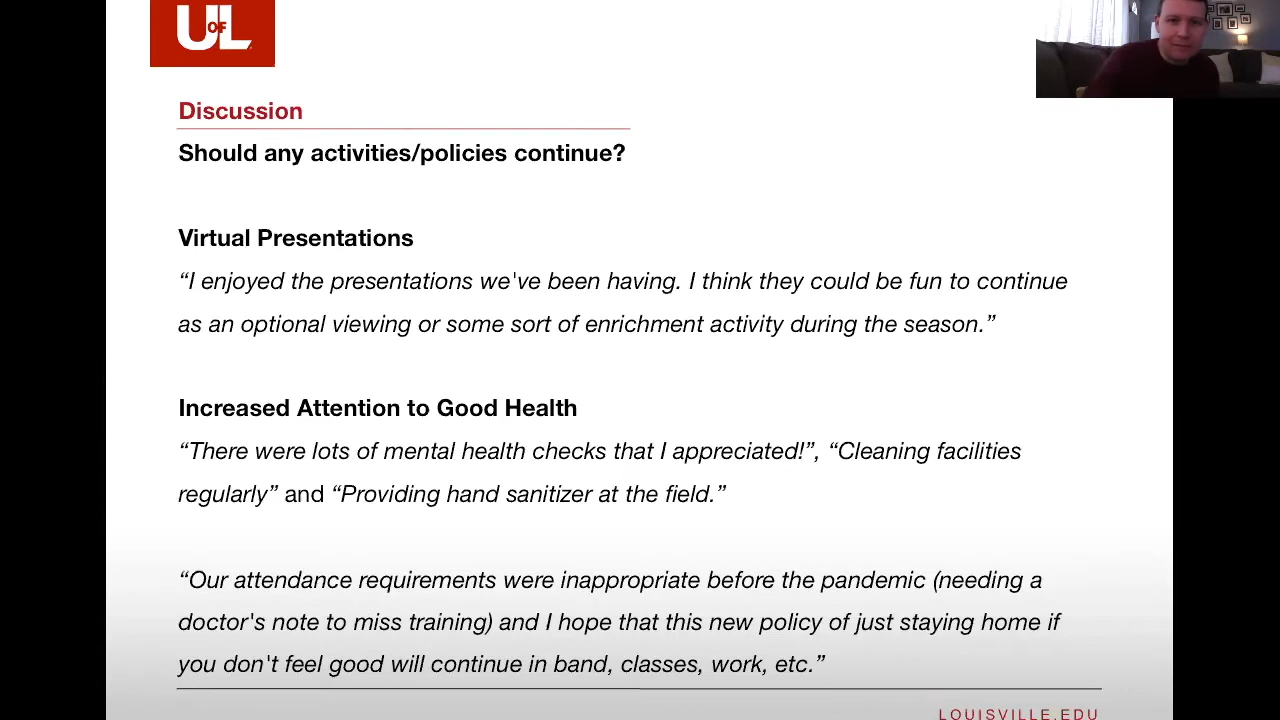 UofL
Discussion
Should any activities/policies continue?
Virtual Presentations
“I enjoyed the presentations we've been having. I think they could be fun to continue
as an optional viewing or some sort of enrichment activity during the season.”
Increased Attention to Good Health
“There were lots of mental health checks that I appreciated!”, “Cleaning facilities
regularly” and “Providing hand sanitizer at the field.”
“Our attendance requirements were inappropriate before the pandemic (needing a
doctor's note to miss training) and I hope that this new policy of just staying home if
you don't feel good will continue in band, classes, work, etc.”
LOUISVILLE.EDU